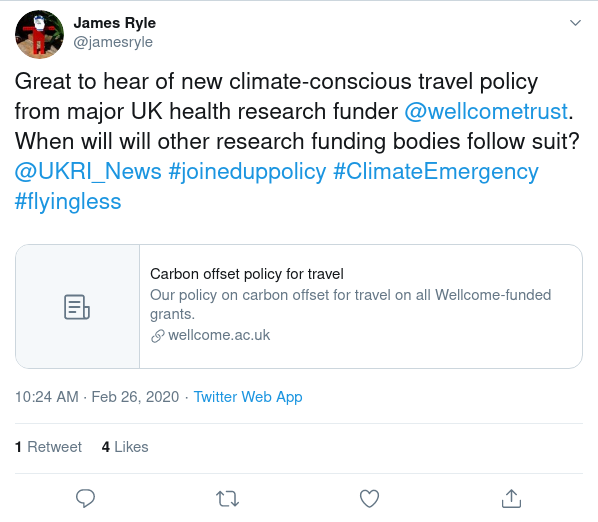 James Ryle
@jamesryle
Great to hear of new climate-conscious travel policy
from major UK health research funder @wellcometrust.
When will will other research funding bodies follow suit?
@UKRI_News #joineduppolicy #ClimateEmergency
#flyingless
Carbon offset policy for travel
Our policy on carbon offset for travel on all Wellcome-funded
grants.
wellcome.ac.uk
10:24 AM · Feb 26, 2020 · Twitter Web App
1 Retweet 4 Likes